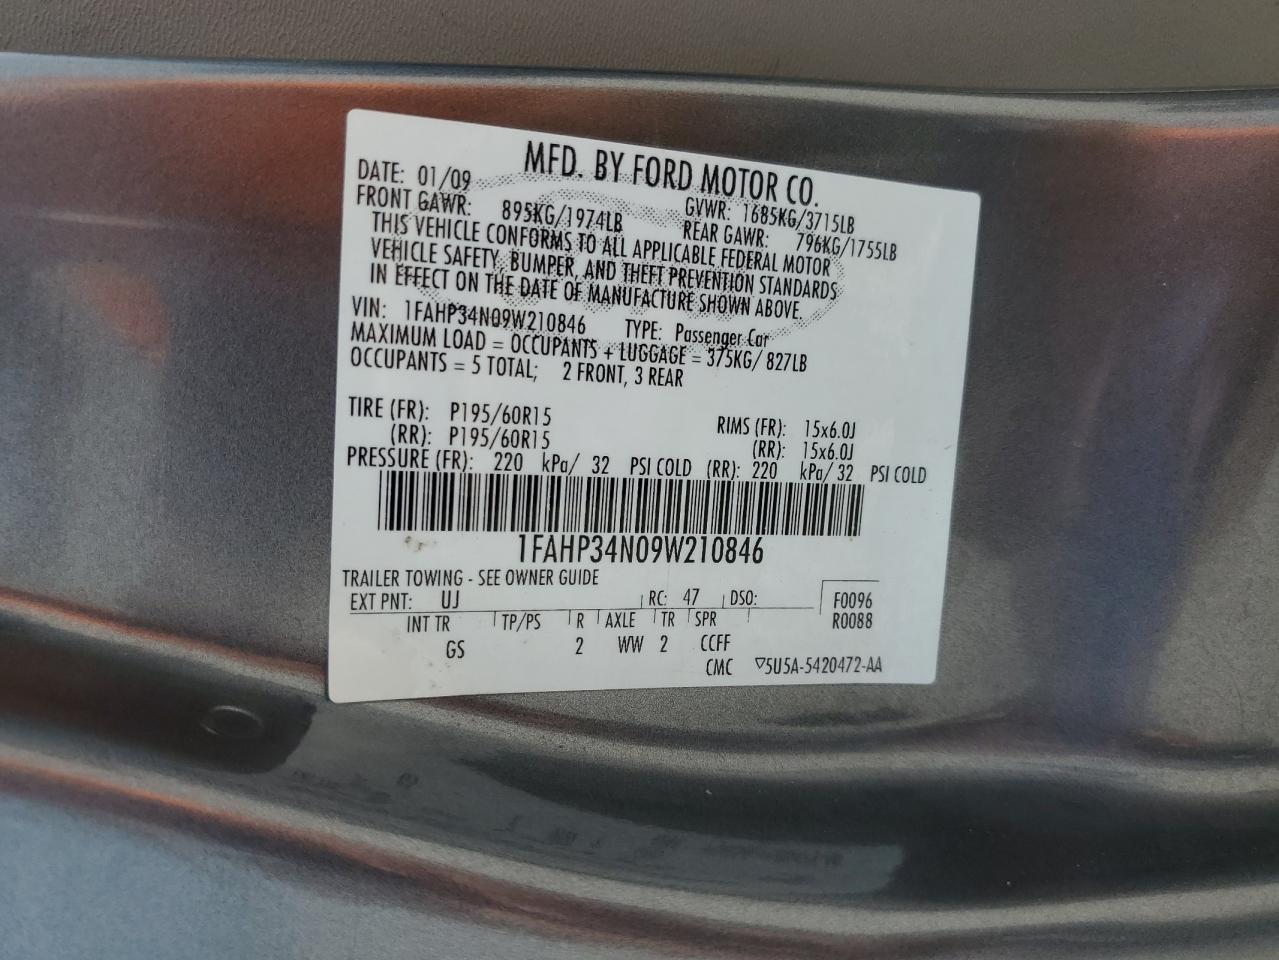 MFD. BY FORD MOTOR CO.
DATE: 01/09 GVWR: 1685KG/3715LB
FRONT GAWR: 895KG/1974LB REAR GAWR: 796KG/1755LB
THIS VEHICLE CONFORMS TO ALL APPLICABLE FEDERAL MOTOR
VEHICLE SAFETY, BUMPER, AND THEFT PREVENTION STANDARDS
IN EFFECT ON THE DATE OF MANUFACTURE SHOWN ABOVE.
VIN: 1FAHP34N09W210846 TYPE: Passenger Car
MAXIMUM LOAD = OCCUPANTS + LUGGAGE = 375KG/ 827LB
OCCUPANTS = 5 TOTAL; 2 FRONT, 3 REAR
TIRE (FR): P195/60R15 RIMS (FR): 15x6.0J
(RR): P195/60R15 (RR): 15x6.0J
PRESSURE (FR): 220 kPa/ 32 PSI COLD (RR): 220 kPa/ 32 PSI COLD
1FAHP34N09W210846
TRAILER TOWING - SEE OWNER GUIDE
EXT PNT: UJ RC: 47 DSO: F0096
INT TR TP/PS R AXLE TR SPR R0088
GS 2 WW 2 CCFF
CMC ▽5U5A-5420472-AA